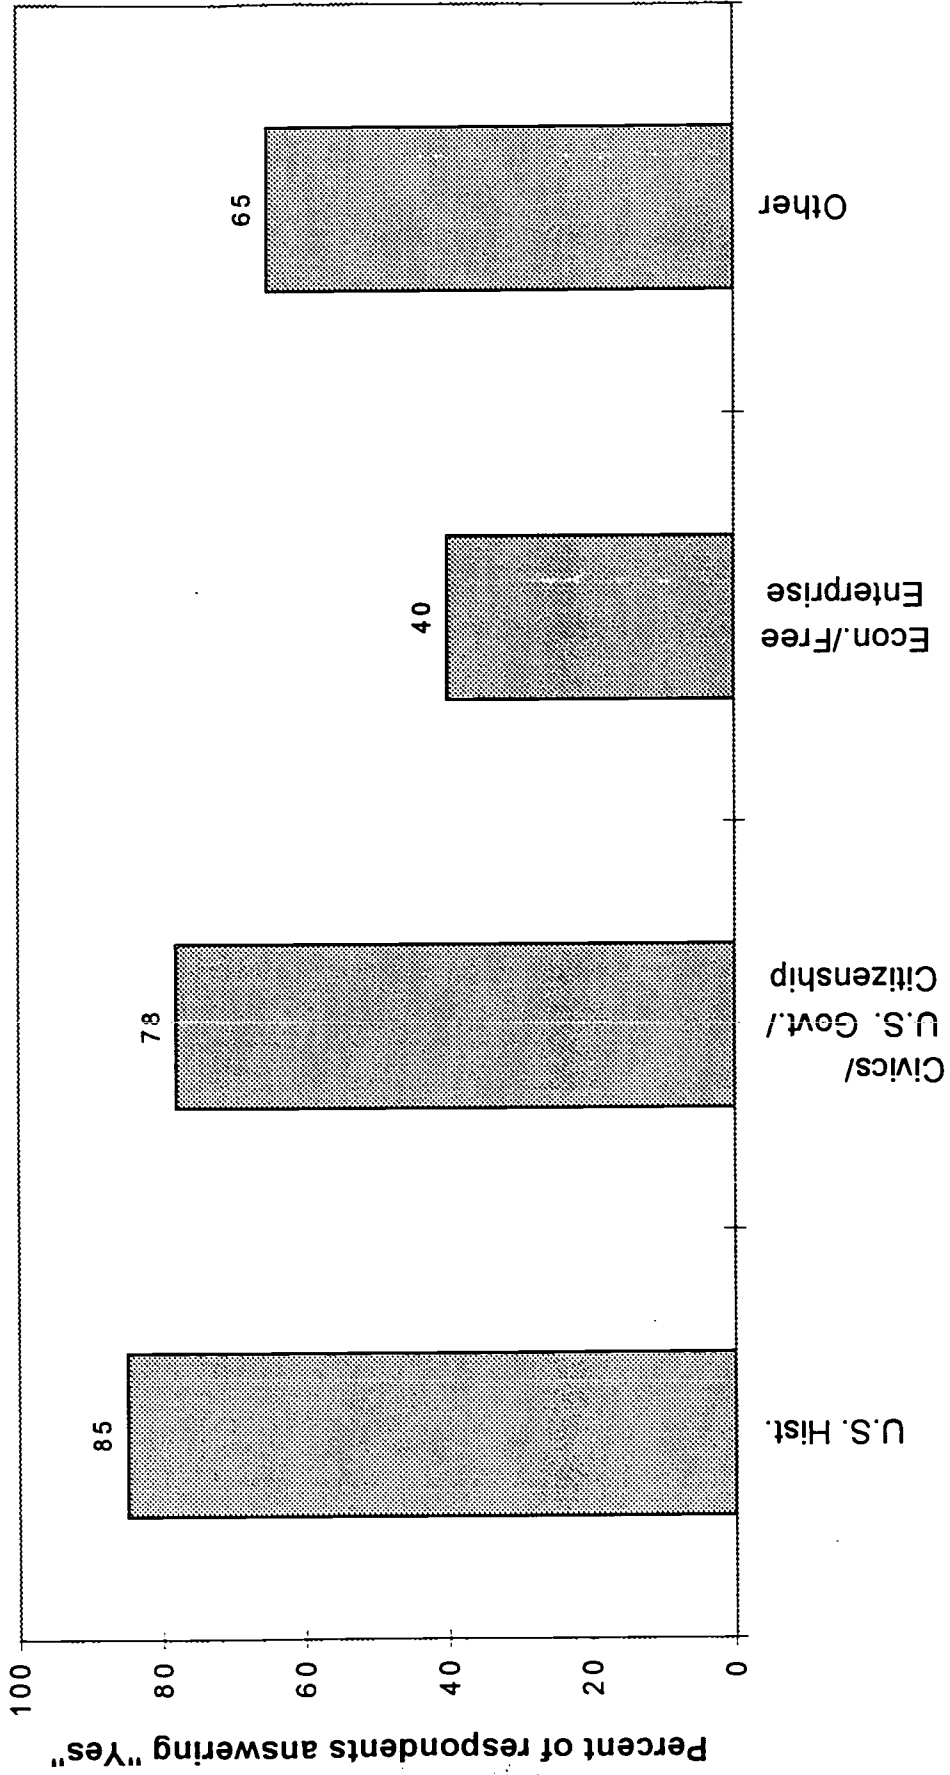 Percent of respondents answering "Yes"
100
80
60
40
20
0
85
78
40
65
U.S. Hist.
Civics/
U.S. Govt./
Citizenship
Econ./Free
Enterprise
Other